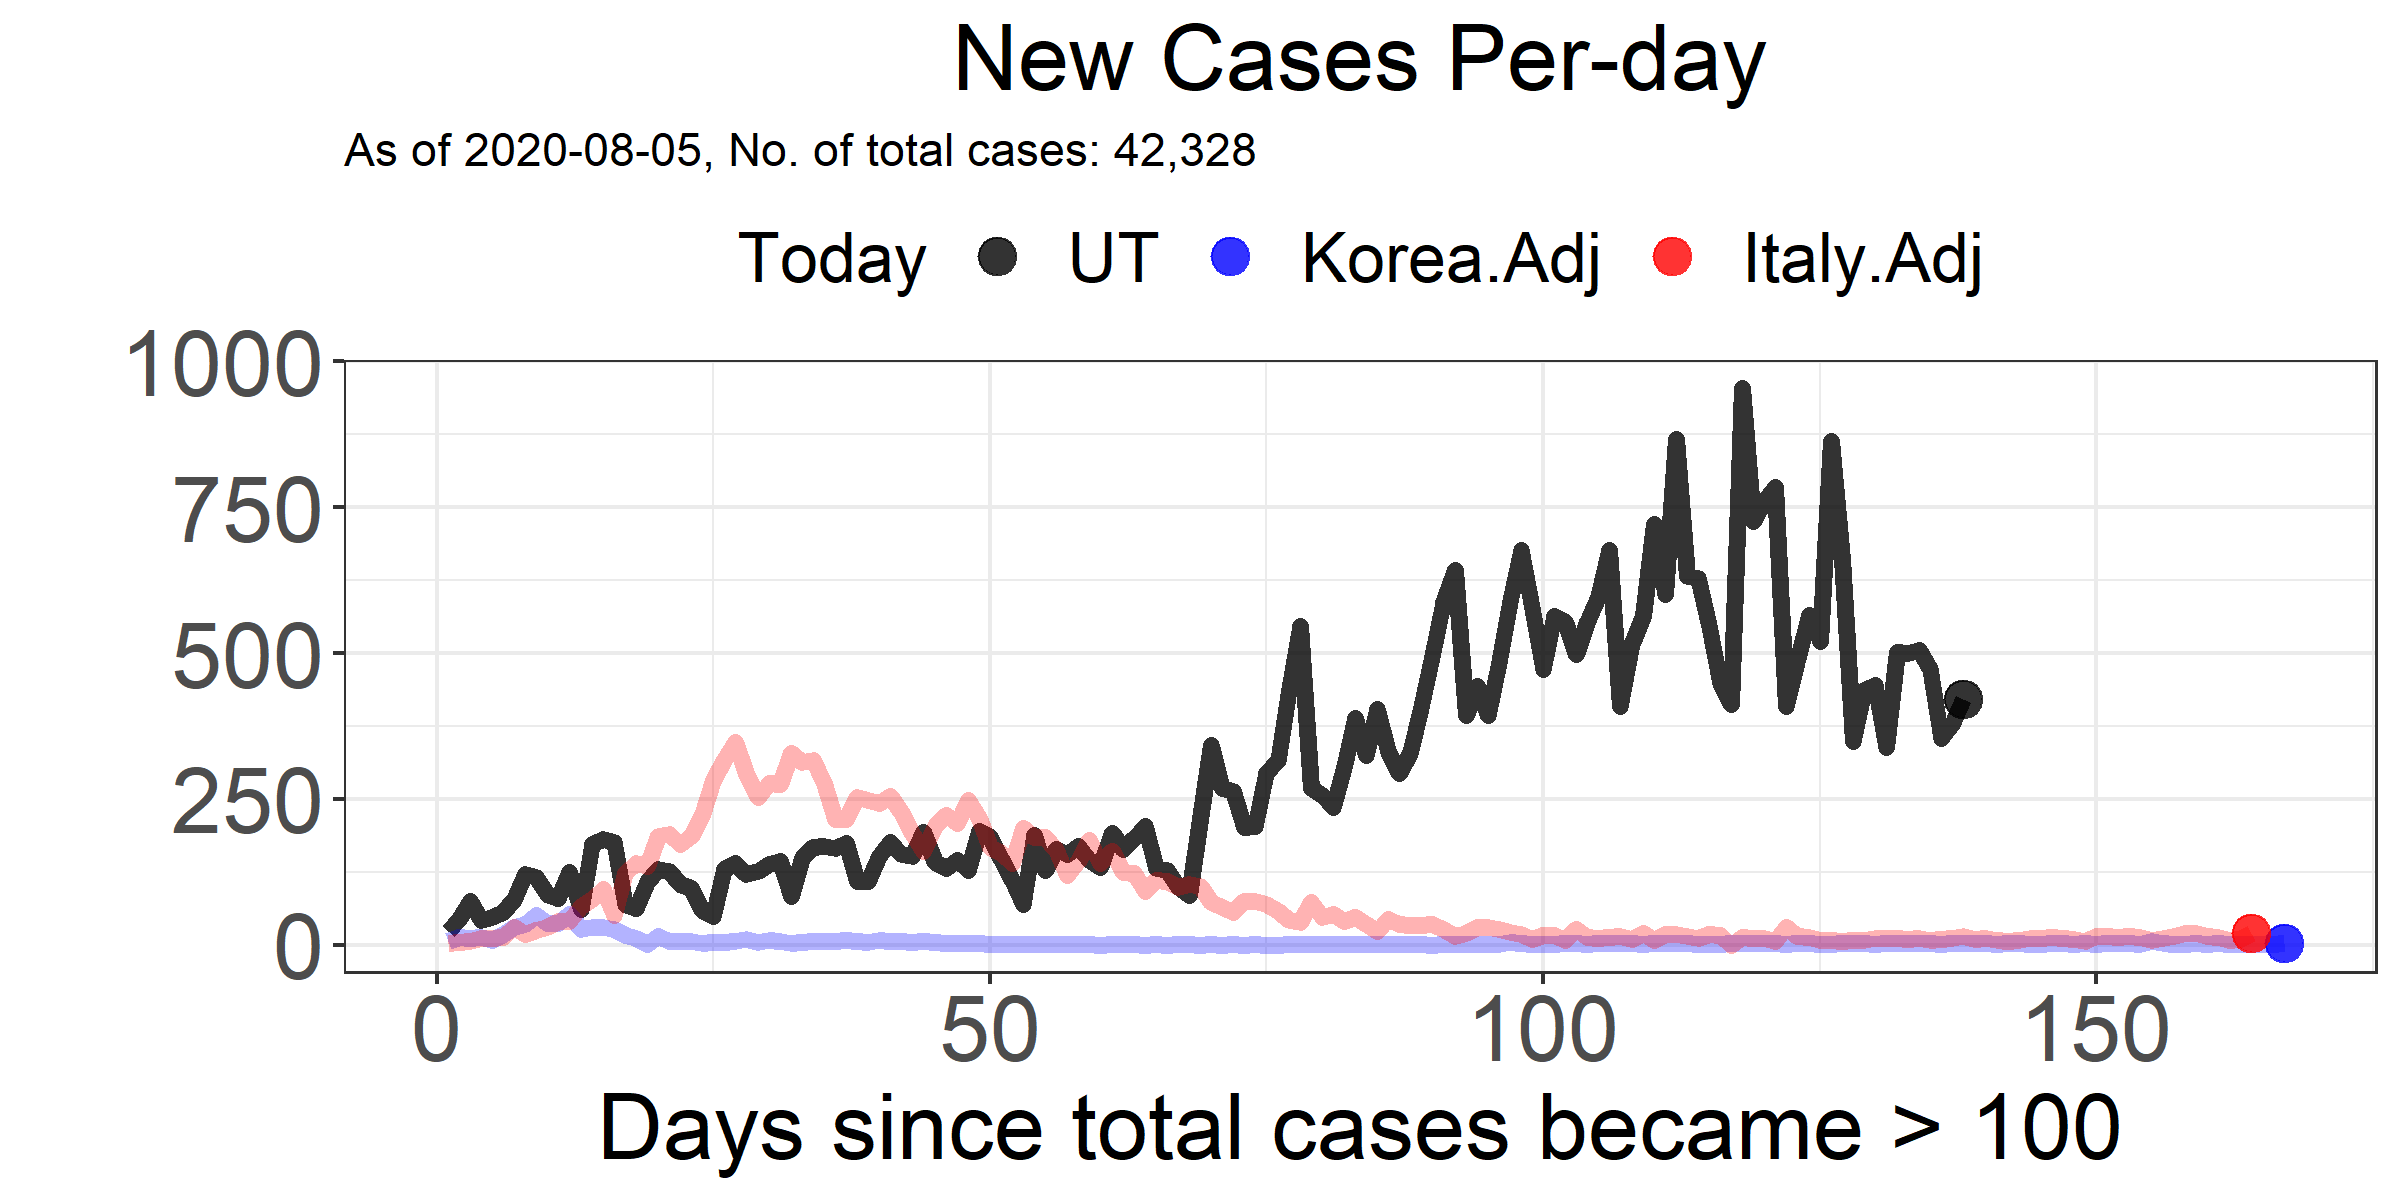 New Cases Per-day
As of 2020-08-05, No. of total cases: 42,328
Today UT Korea.Adj Italy.Adj
1000
750
500
250
0
0 50 100 150
Days since total cases became > 100